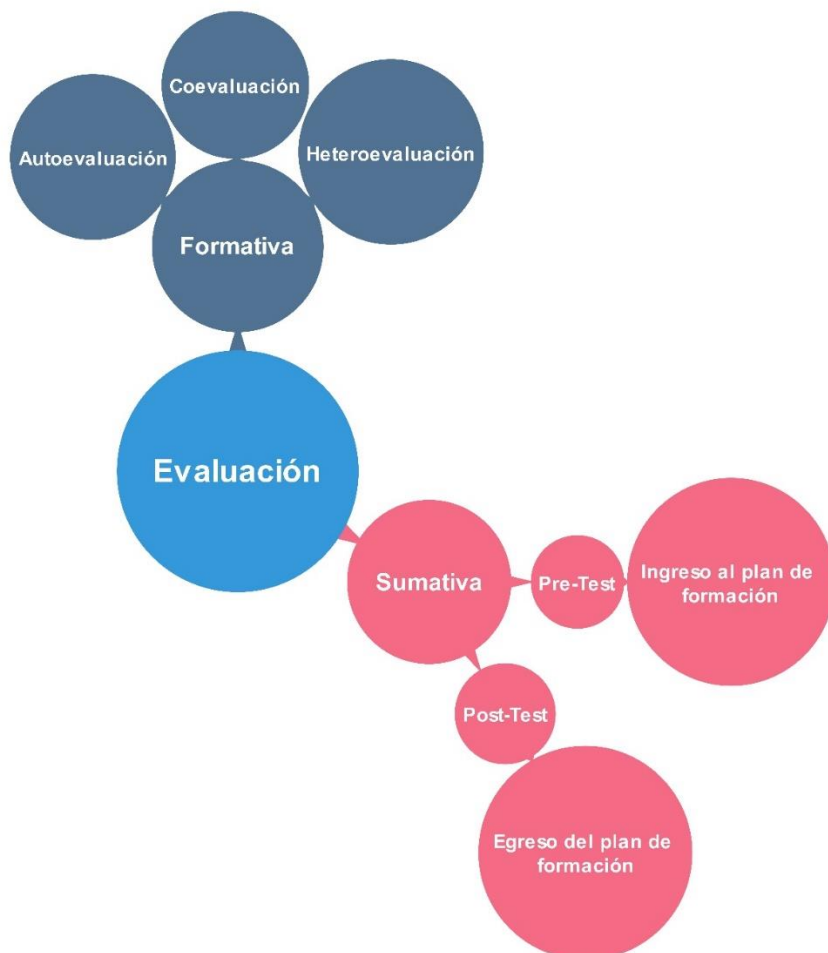 Coevaluación
Autoevaluación
Heteroevaluación
Formativa
Evaluación
Sumativa
Pre-Test
Ingreso al plan de
formación
Post-Test
Egreso del plan de
formación